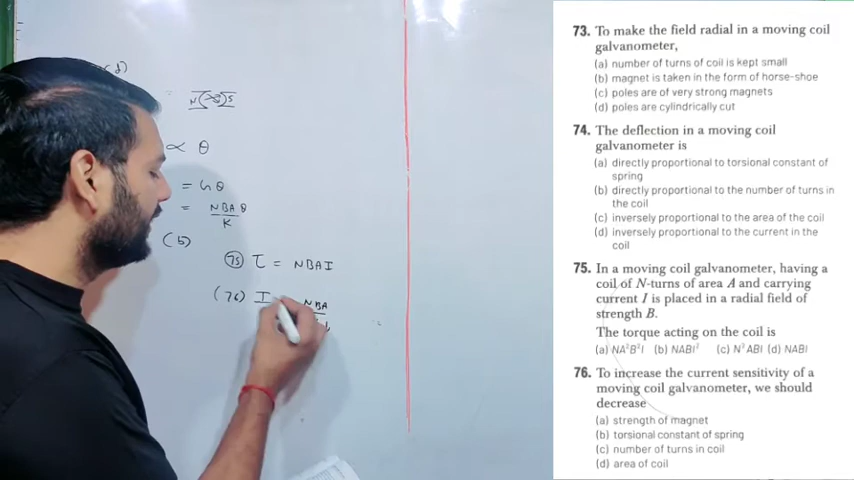 N
∝ θ
= Gθ
= NBAθ
K
(b)
(75) τ = NBAI
(76) I
NBA
73. To make the field radial in a moving coil
galvanometer,
(a) number of turns of coil is kept small
(b) magnet is taken in the form of horse-shoe
(c) poles are of very strong magnets
(d) poles are cylindrically cut
74. The deflection in a moving coil
galvanometer is
(a) directly proportional to torsional constant of
spring
(b) directly proportional to the number of turns in
the coil
(c) inversely proportional to the area of the coil
(d) inversely proportional to the current in the
coil
75. In a moving coil galvanometer, having a
coil of N-turns of area A and carrying
current I is placed in a radial field of
strength B.
The torque acting on the coil is
(a) NA²B²I (b) NABI² (c) N²ABI (d) NABI
76. To increase the current sensitivity of a
moving coil galvanometer, we should
decrease
(a) strength of magnet
(b) torsional constant of spring
(c) number of turns in coil
(d) area of coil